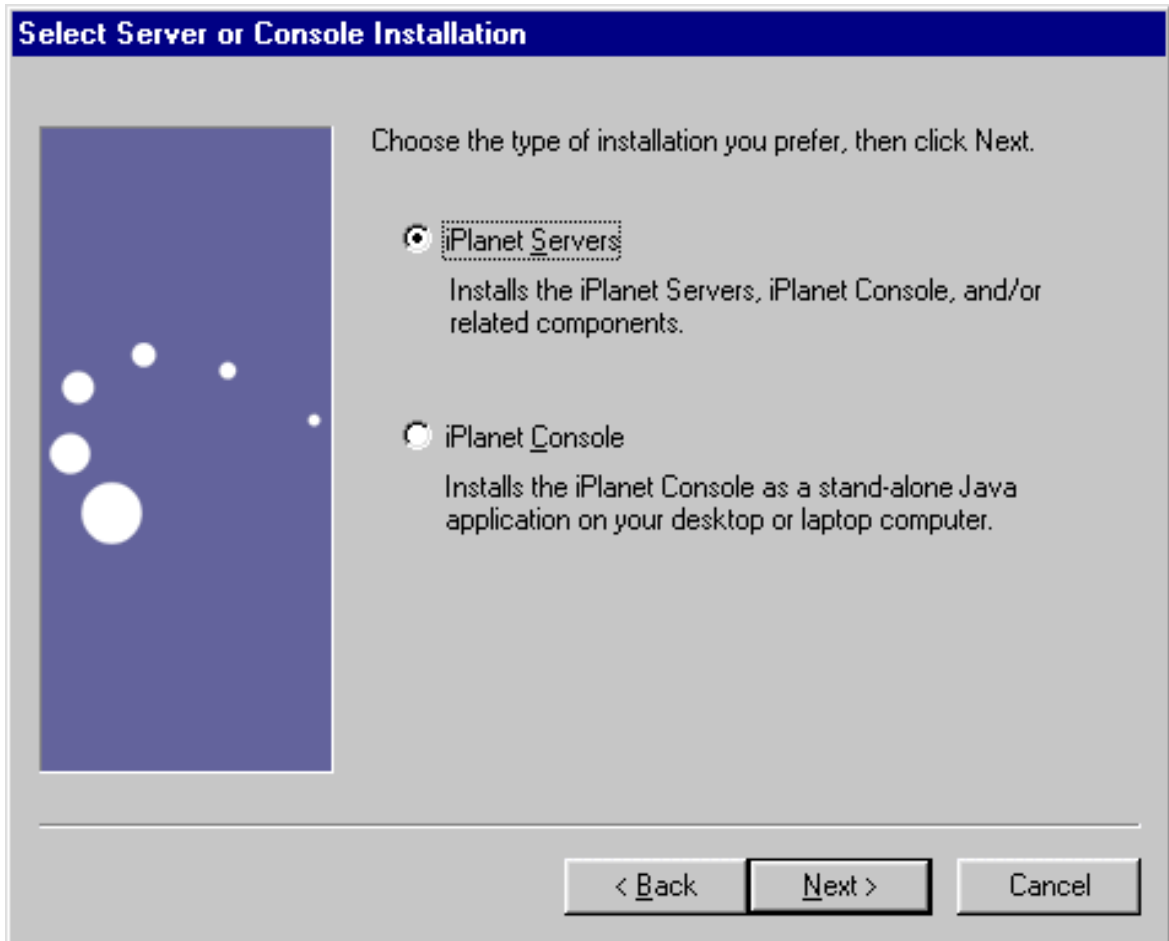 Select Server or Console Installation
Choose the type of installation you prefer, then click Next.
iPlanet Servers
Installs the iPlanet Servers, iPlanet Console, and/or
related components.
iPlanet Console
Installs the iPlanet Console as a stand-alone Java
application on your desktop or laptop computer.
< Back Next > Cancel